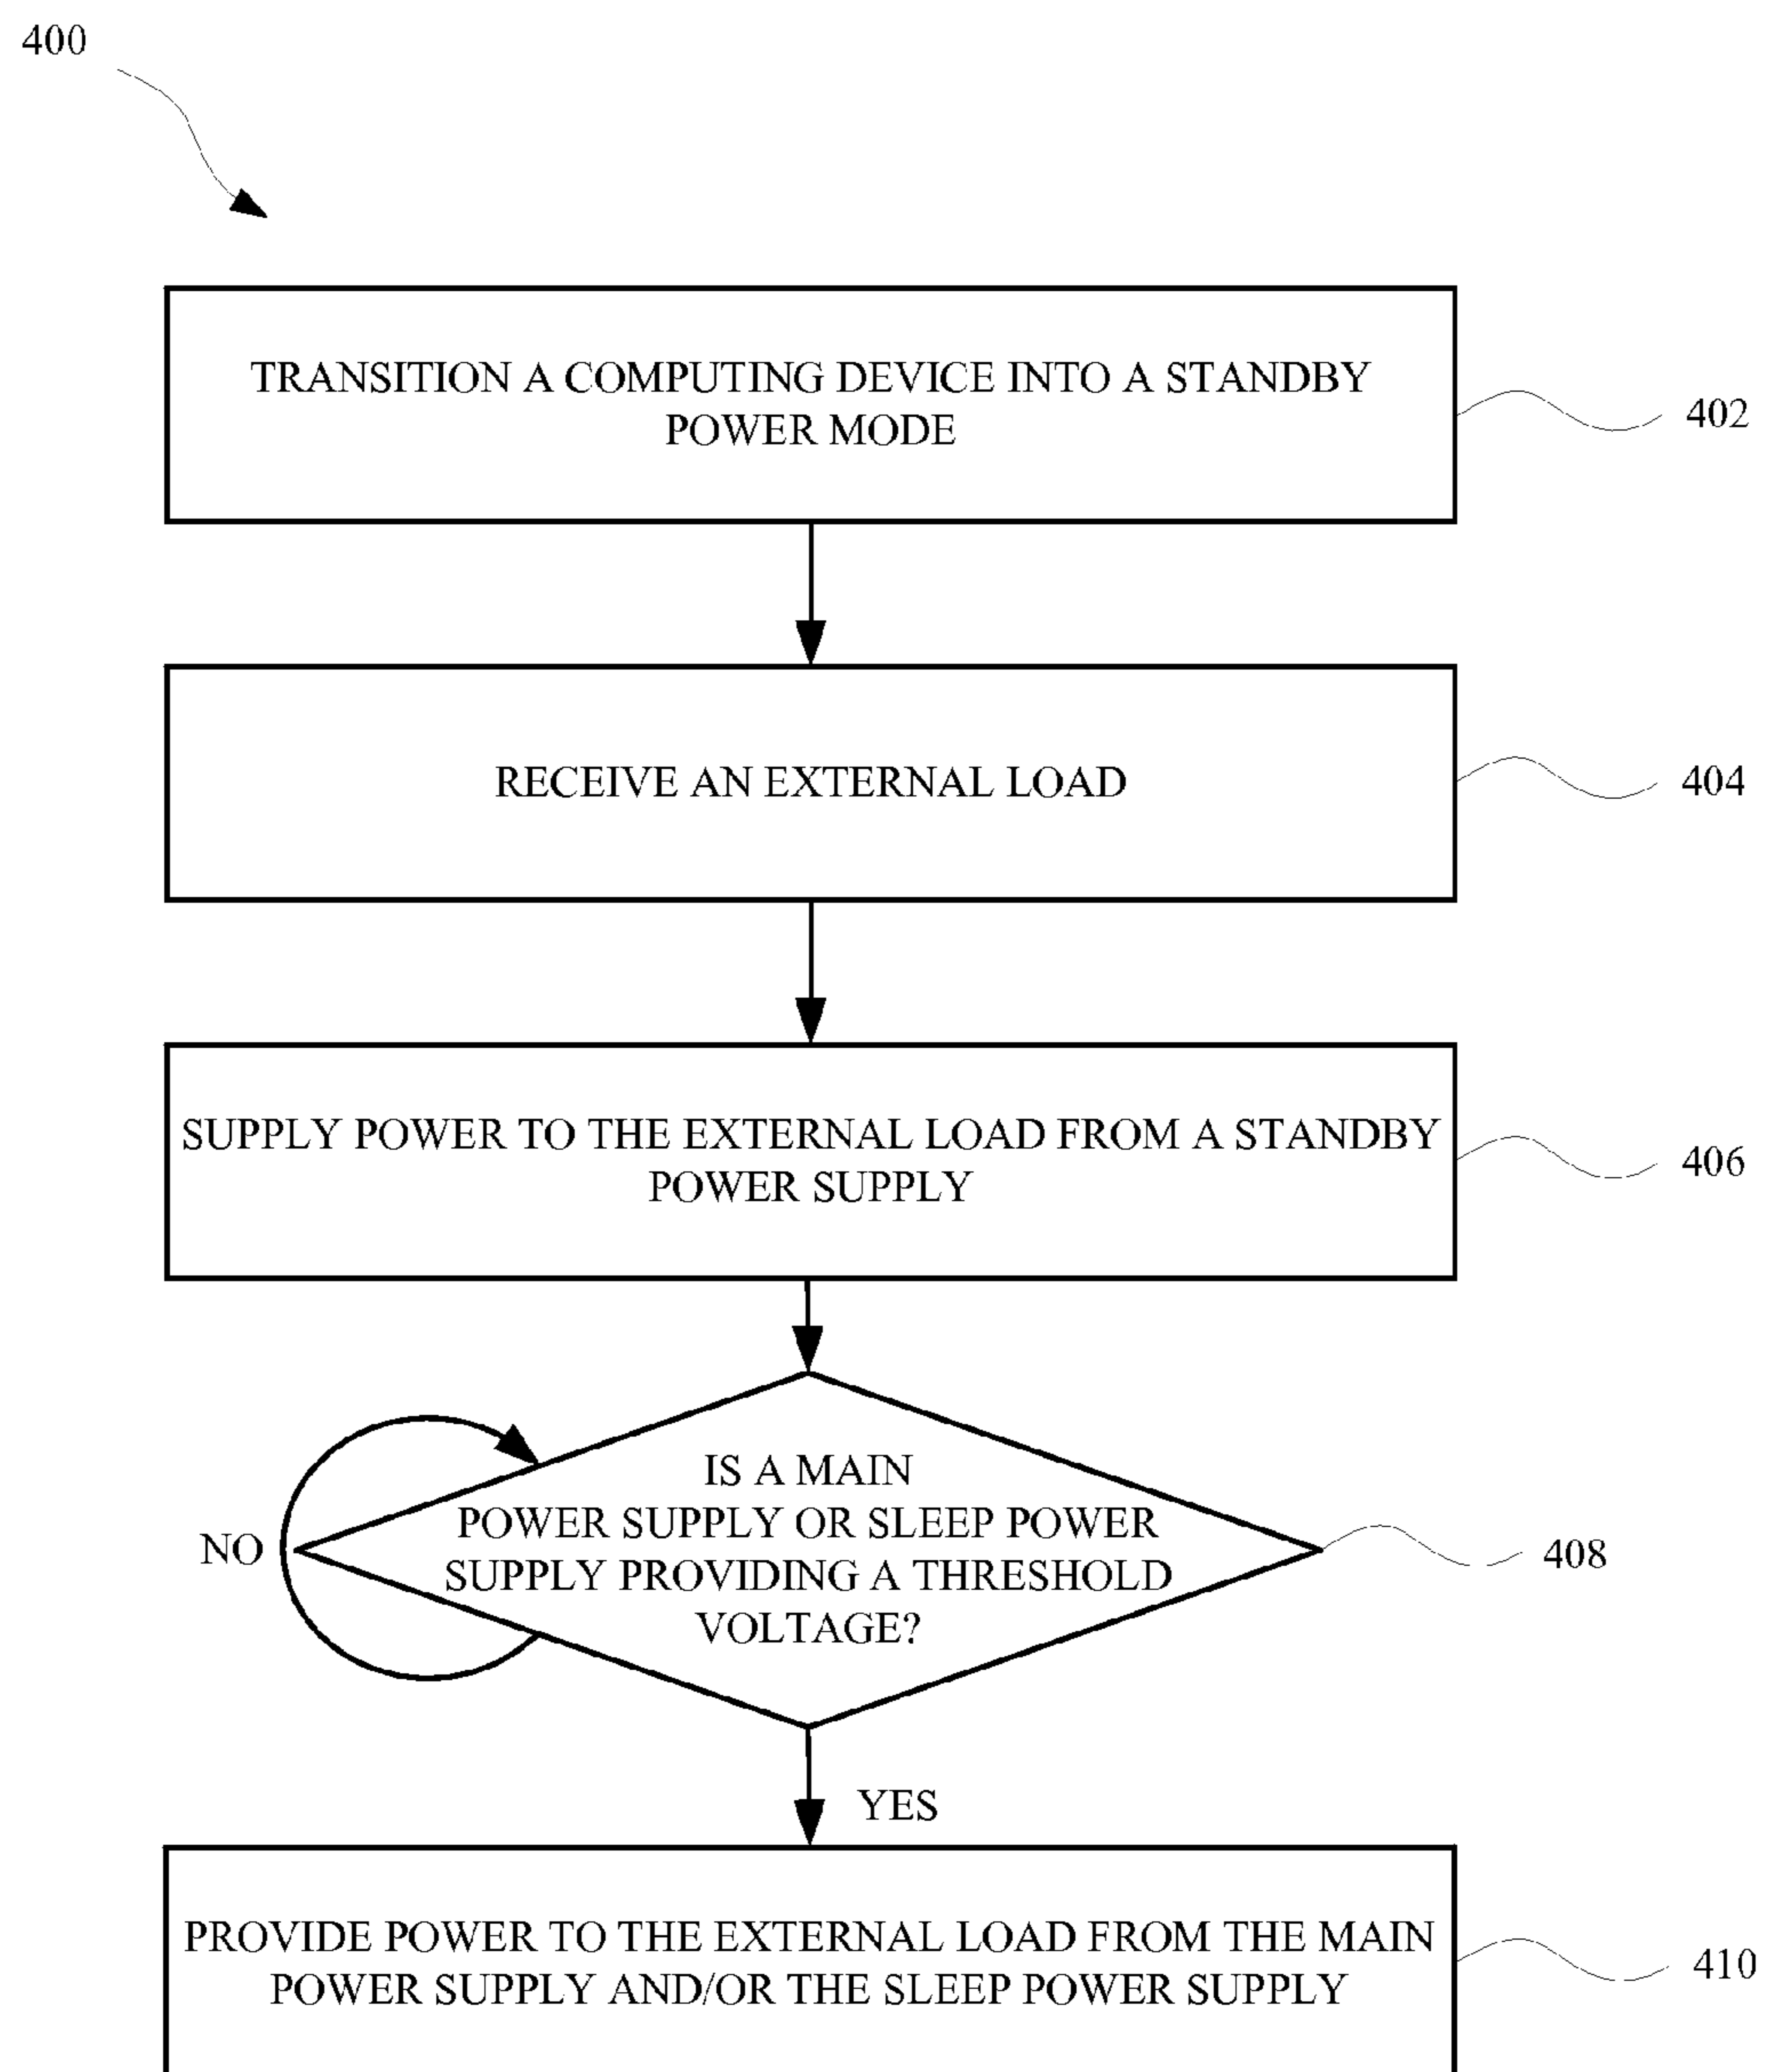 400
TRANSITION A COMPUTING DEVICE INTO A STANDBY
POWER MODE
402
RECEIVE AN EXTERNAL LOAD
404
SUPPLY POWER TO THE EXTERNAL LOAD FROM A STANDBY
POWER SUPPLY
406
IS A MAIN
POWER SUPPLY OR SLEEP POWER
SUPPLY PROVIDING A THRESHOLD
VOLTAGE?
NO
408
YES
PROVIDE POWER TO THE EXTERNAL LOAD FROM THE MAIN
POWER SUPPLY AND/OR THE SLEEP POWER SUPPLY
410